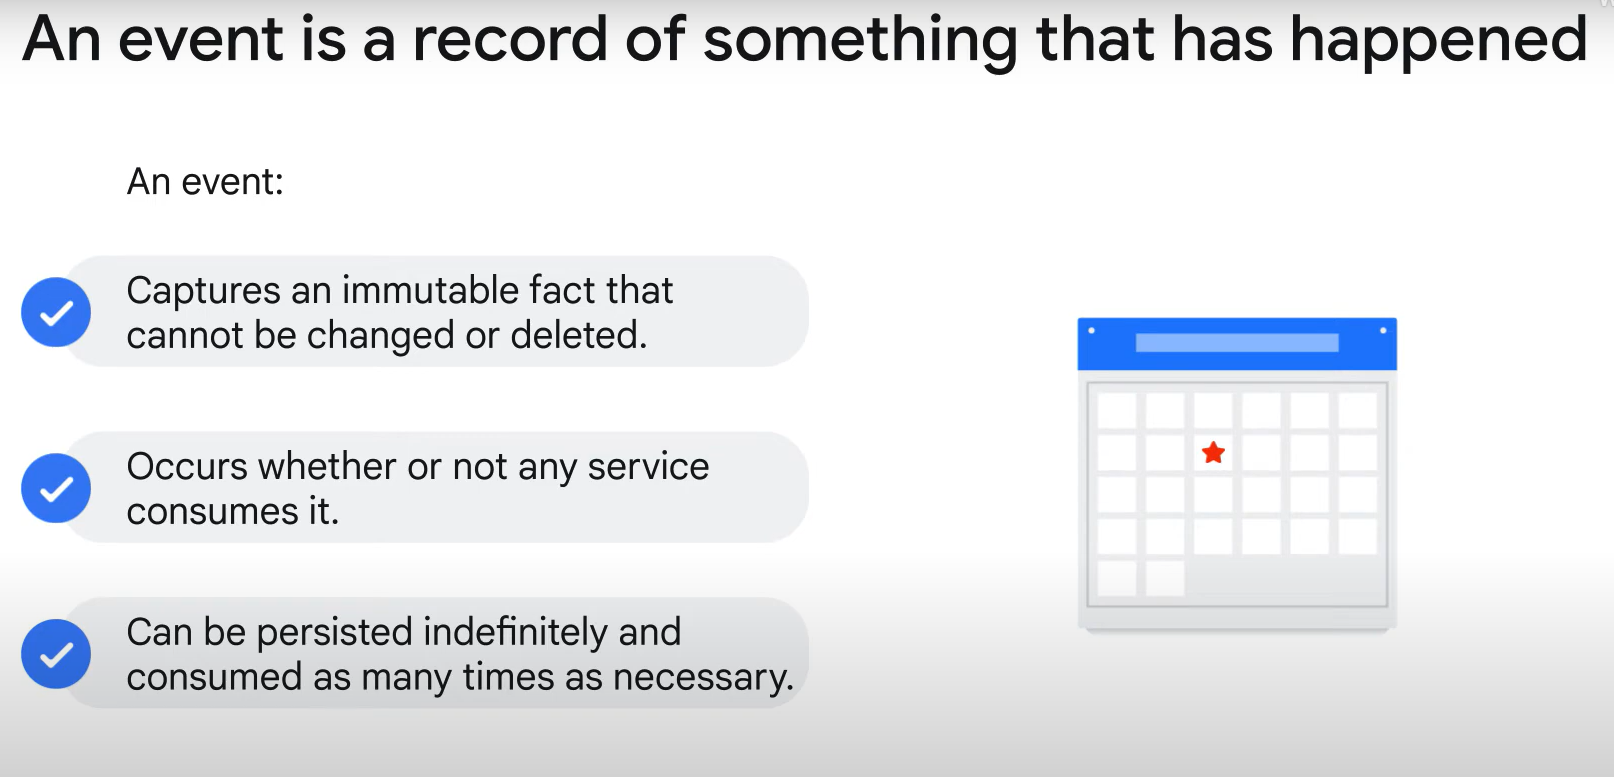 An event is a record of something that has happened
An event:
Captures an immutable fact that
cannot be changed or deleted.
Occurs whether or not any service
consumes it.
Can be persisted indefinitely and
consumed as many times as necessary.